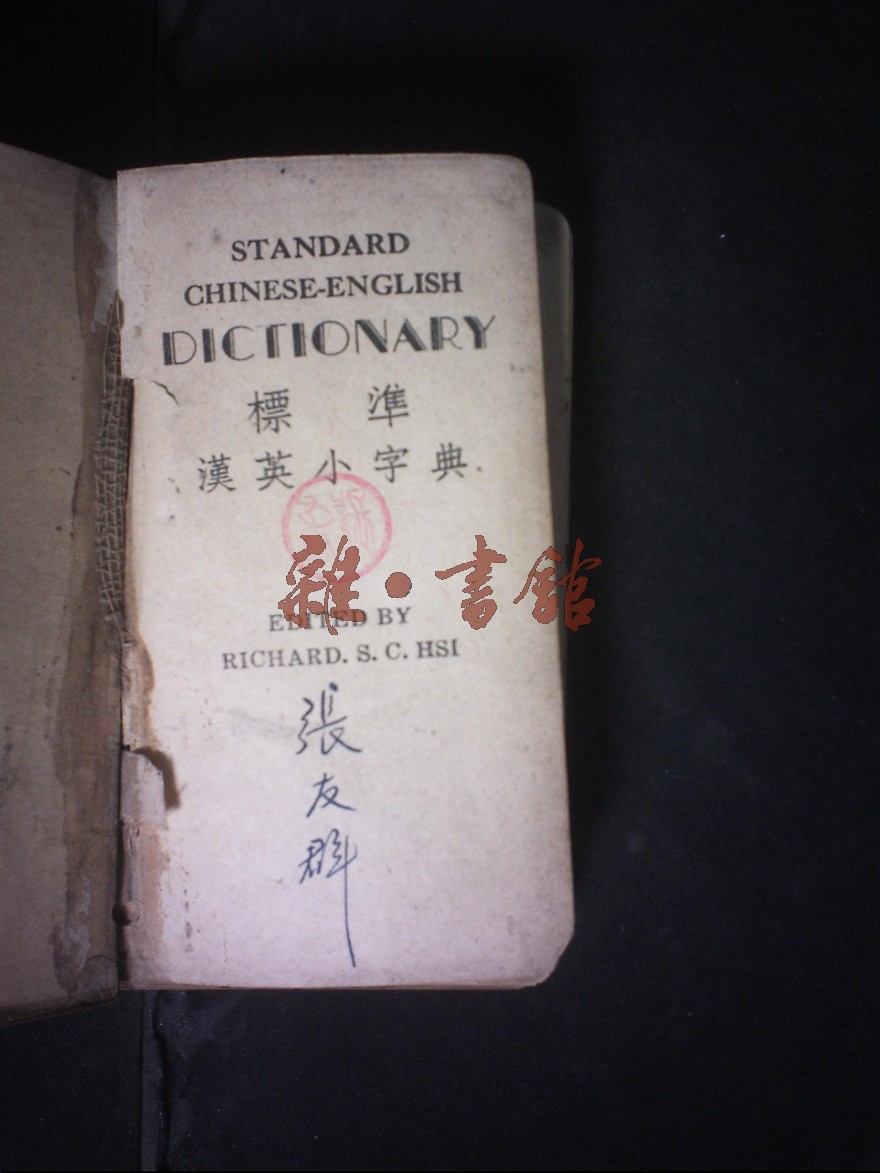 STANDARD
CHINESE-ENGLISH
DICTIONARY
標準
漢英小字典
雜·書館
EDITED BY
RICHARD. S. C. HSI
張
友
群